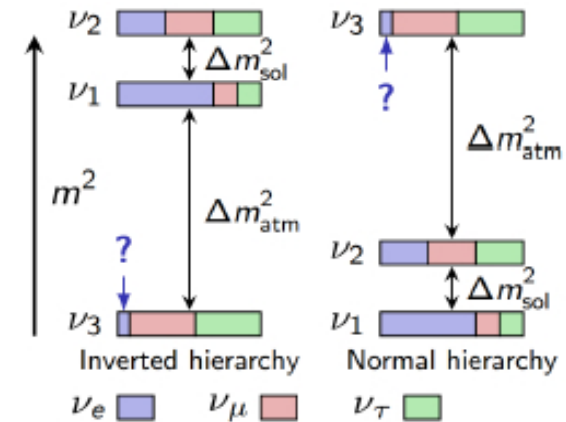 ν₂
Δm²sol
ν₁
m²
Δm²atm
?
ν₃
Inverted hierarchy
ν₃
?
Δm²atm
ν₂
Δm²sol
ν₁
Normal hierarchy
νe νμ ντ